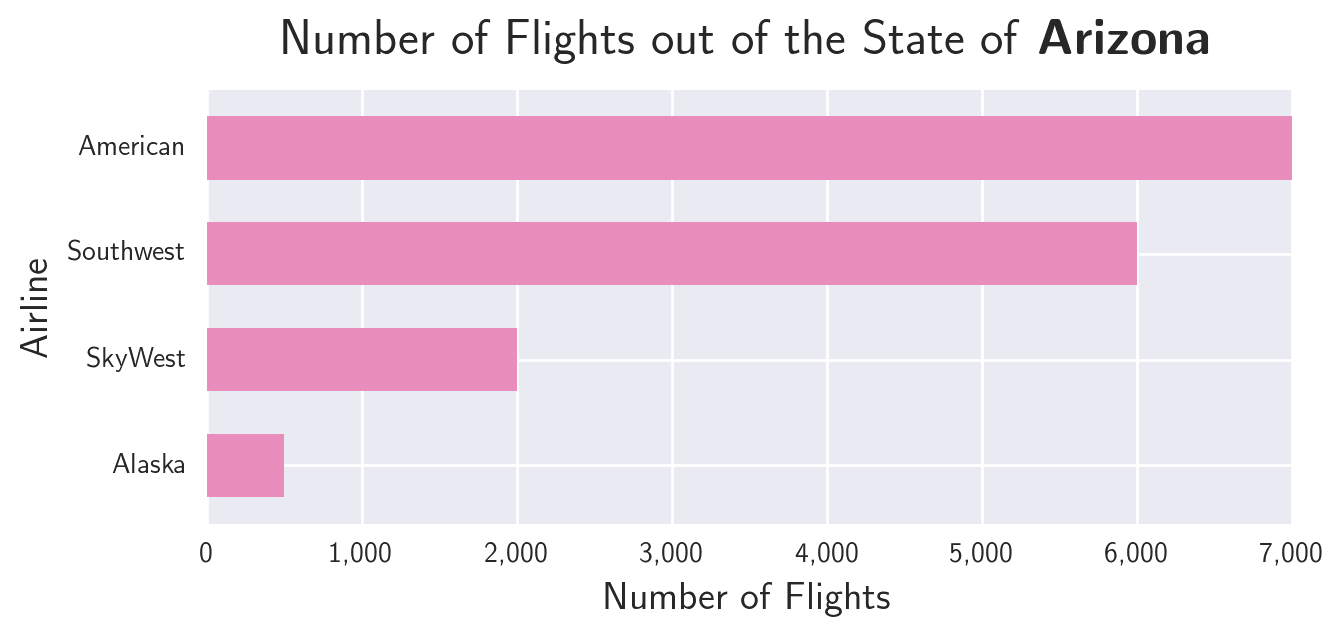 Number of Flights out of the State of Arizona
American
Southwest
SkyWest
Alaska
Airline
0 1,000 2,000 3,000 4,000 5,000 6,000 7,000
Number of Flights